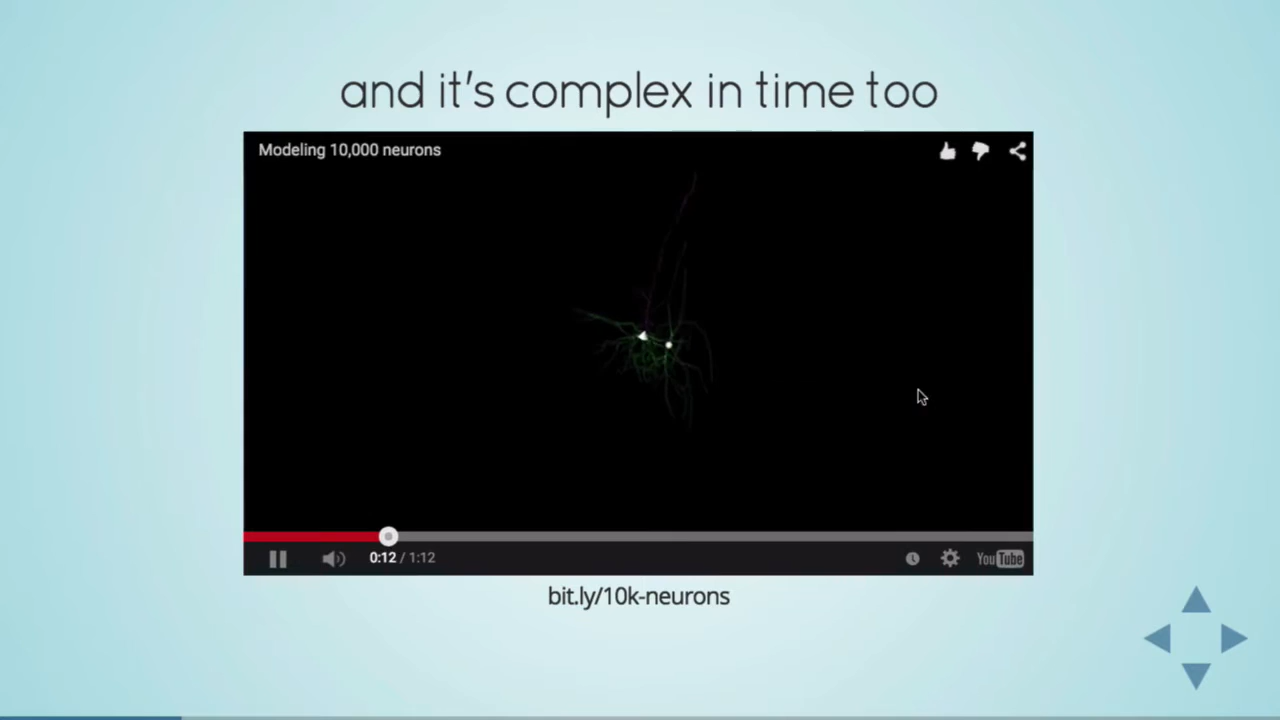 and it's complex in time too
Modeling 10,000 neurons
0:12 / 1:12
YouTube
bit.ly/10k-neurons